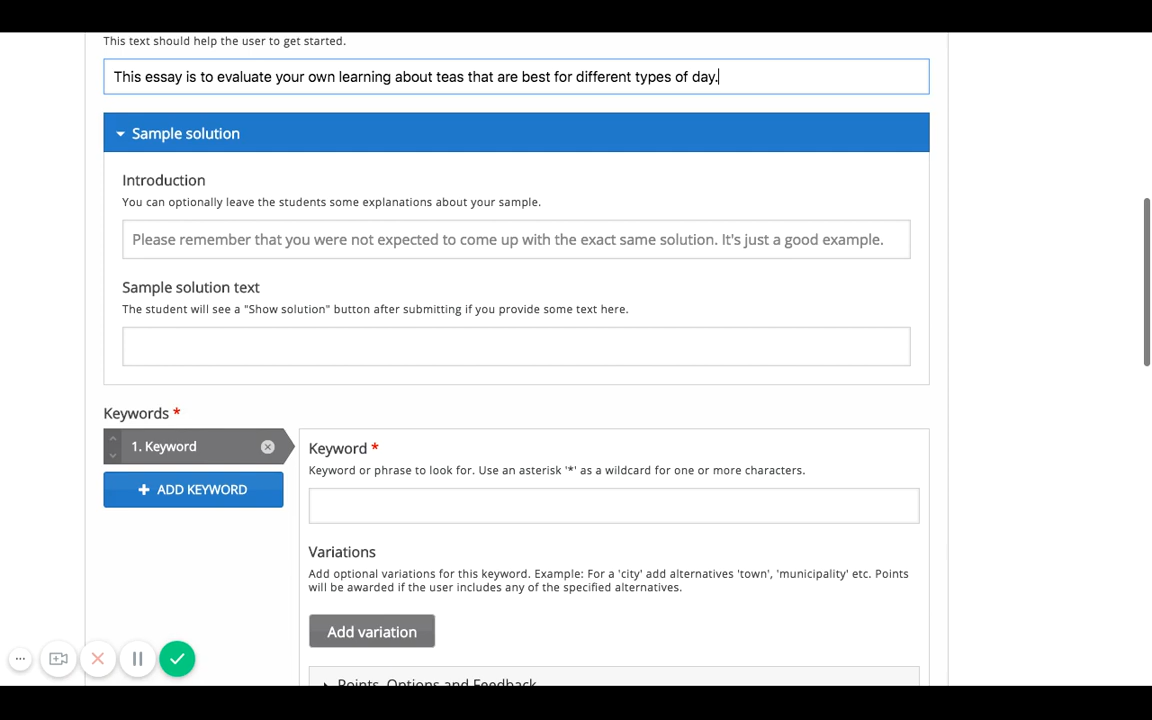 This text should help the user to get started.
This essay is to evaluate your own learning about teas that are best for different types of day.
Sample solution
Introduction
You can optionally leave the students some explanations about your sample.
Please remember that you were not expected to come up with the exact same solution. It's just a good example.
Sample solution text
The student will see a "Show solution" button after submitting if you provide some text here.
Keywords *
1. Keyword
+ ADD KEYWORD
Keyword *
Keyword or phrase to look for. Use an asterisk '*' as a wildcard for one or more characters.
Variations
Add optional variations for this keyword. Example: For a 'city' add alternatives 'town', 'municipality' etc. Points
will be awarded if the user includes any of the specified alternatives.
Add variation
Points, Options and Feedback